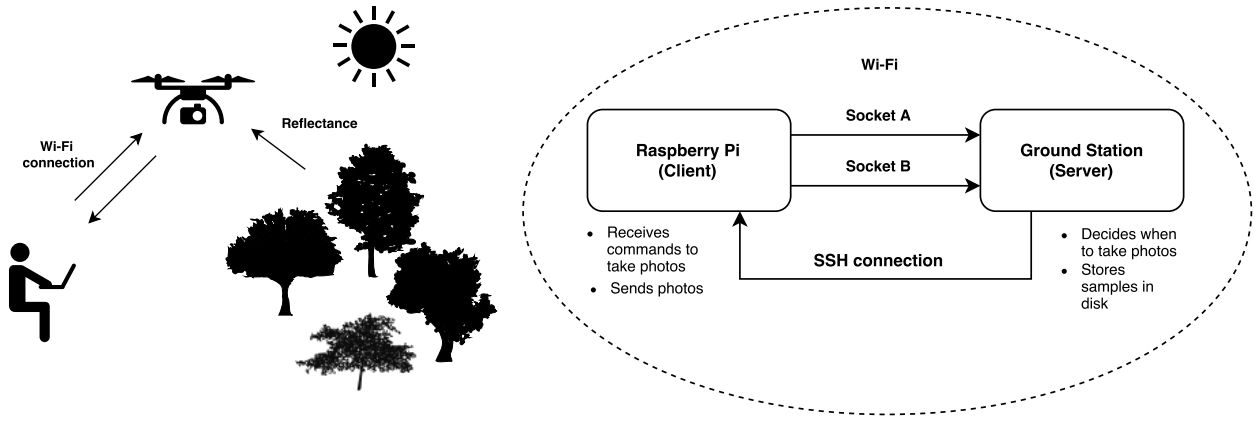 Wi-Fi
connection
Reflectance
Wi-Fi
Raspberry Pi
(Client)
Socket A
Socket B
Ground Station
(Server)
SSH connection
• Receives
commands to
take photos
• Sends photos
• Decides when
to take photos
• Stores
samples in
disk